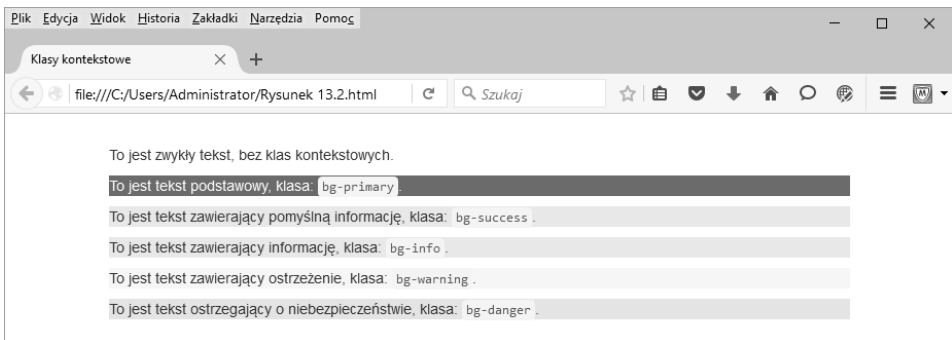 Plik Edycja Widok Historia Zakładki Narzędzia Pomoc
Klasy kontekstowe
file:///C:/Users/Administrator/Rysunek 13.2.html
Szukaj
To jest zwykły tekst, bez klas kontekstowych.
To jest tekst podstawowy, klasa: bg-primary.
To jest tekst zawierający pomyślną informację, klasa: bg-success.
To jest tekst zawierający informację, klasa: bg-info.
To jest tekst zawierający ostrzeżenie, klasa: bg-warning.
To jest tekst ostrzegający o niebezpieczeństwie, klasa: bg-danger.